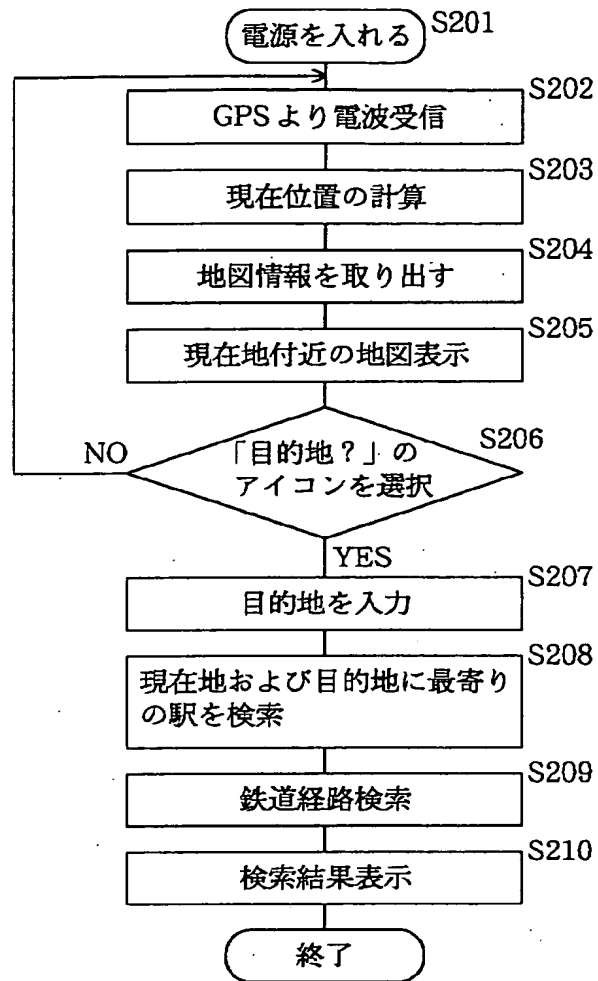 電源を入れる S201
S202
GPSより電波受信
S203
現在位置の計算
S204
地図情報を取り出す
S205
現在地付近の地図表示
S206
NO
「目的地?」の
アイコンを選択
YES
S207
目的地を入力
S208
現在地および目的地に最寄り
の駅を検索
S209
鉄道経路検索
S210
検索結果表示
終了